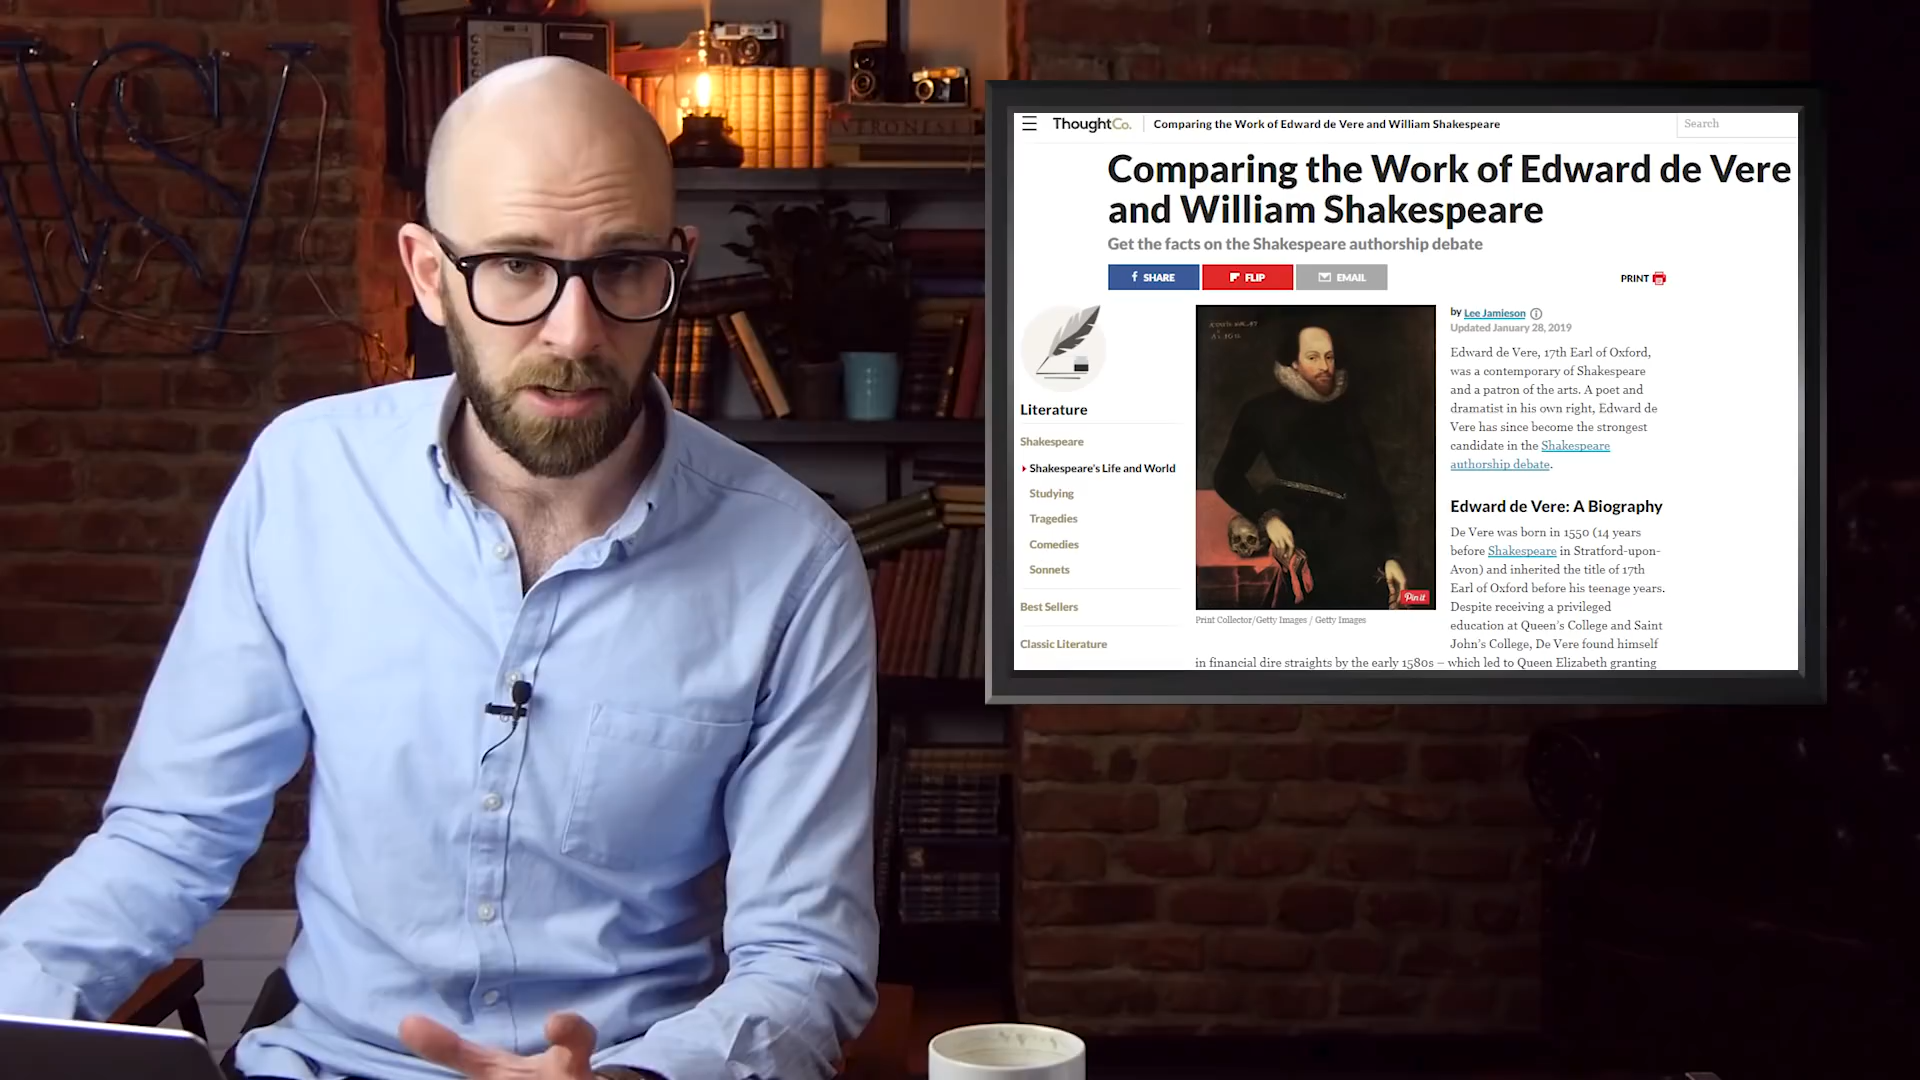 VERONESE
ThoughtCo.
Comparing the Work of Edward de Vere and William Shakespeare
Search
Comparing the Work of Edward de Vere
and William Shakespeare
Get the facts on the Shakespeare authorship debate
SHARE
FLIP
EMAIL
PRINT
Literature
Shakespeare
Shakespeare's Life and World
Studying
Tragedies
Comedies
Sonnets
Best Sellers
Classic Literature
Pin it
Print Collector/Getty Images / Getty Images
by Lee Jamieson
Updated January 28, 2019
Edward de Vere, 17th Earl of Oxford,
was a contemporary of Shakespeare
and a patron of the arts. A poet and
dramatist in his own right, Edward de
Vere has since become the strongest
candidate in the Shakespeare
authorship debate.
Edward de Vere: A Biography
De Vere was born in 1550 (14 years
before Shakespeare in Stratford-upon-
Avon) and inherited the title of 17th
Earl of Oxford before his teenage years.
Despite receiving a privileged
education at Queen's College and Saint
John's College, De Vere found himself
in financial dire straights by the early 1580s – which led to Queen Elizabeth granting